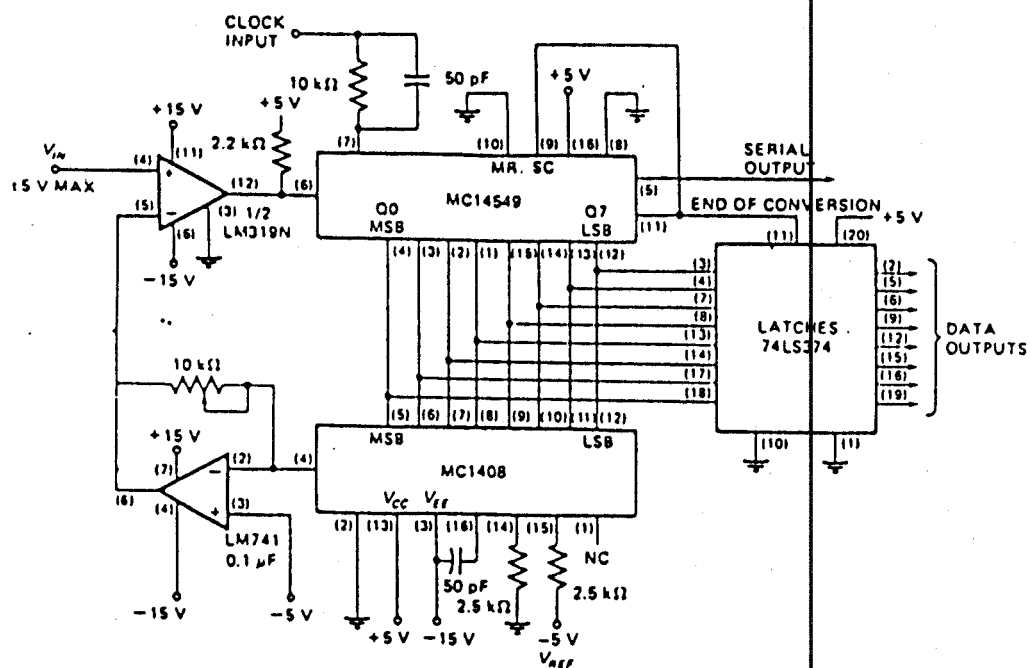 CLOCK
INPUT
10 kΩ
50 pF
+5 V
+15 V
+5 V
2.2 kΩ
(7)
(10)
(9)
(16)
(8)
MR. SC
VIN
(4)
(11)
+
±5 V MAX
(12)
(6)
MC14549
SERIAL
OUTPUT
(5)
(5)
−
(3)
1/2
LM319N
(6)
−15 V
Q0
MSB
Q7
LSB
END OF CONVERSION
(11)
(11)
(20)
+5 V
(4)
(3)
(2)
(1)
(15)
(14)
(13)
(12)
(3)
(4)
(7)
(8)
(13)
(14)
(17)
(18)
LATCHES
74LS374
(2)
(5)
(6)
(9)
(12)
(15)
(16)
(19)
DATA
OUTPUTS
(10)
(1)
10 kΩ
(5)
(6)
(7)
(8)
(9)
(10)
(11)
(12)
MSB
LSB
MC1408
+15 V
(7)
−
(2)
(4)
(6)
(4)
+
(3)
LM741
0.1 µF
−15 V
−5 V
VCC
VEE
(2)
(13)
(3)
(16)
(14)
(15)
(1)
NC
50 pF
2.5 kΩ
2.5 kΩ
+5 V
−15 V
−5 V
VREF